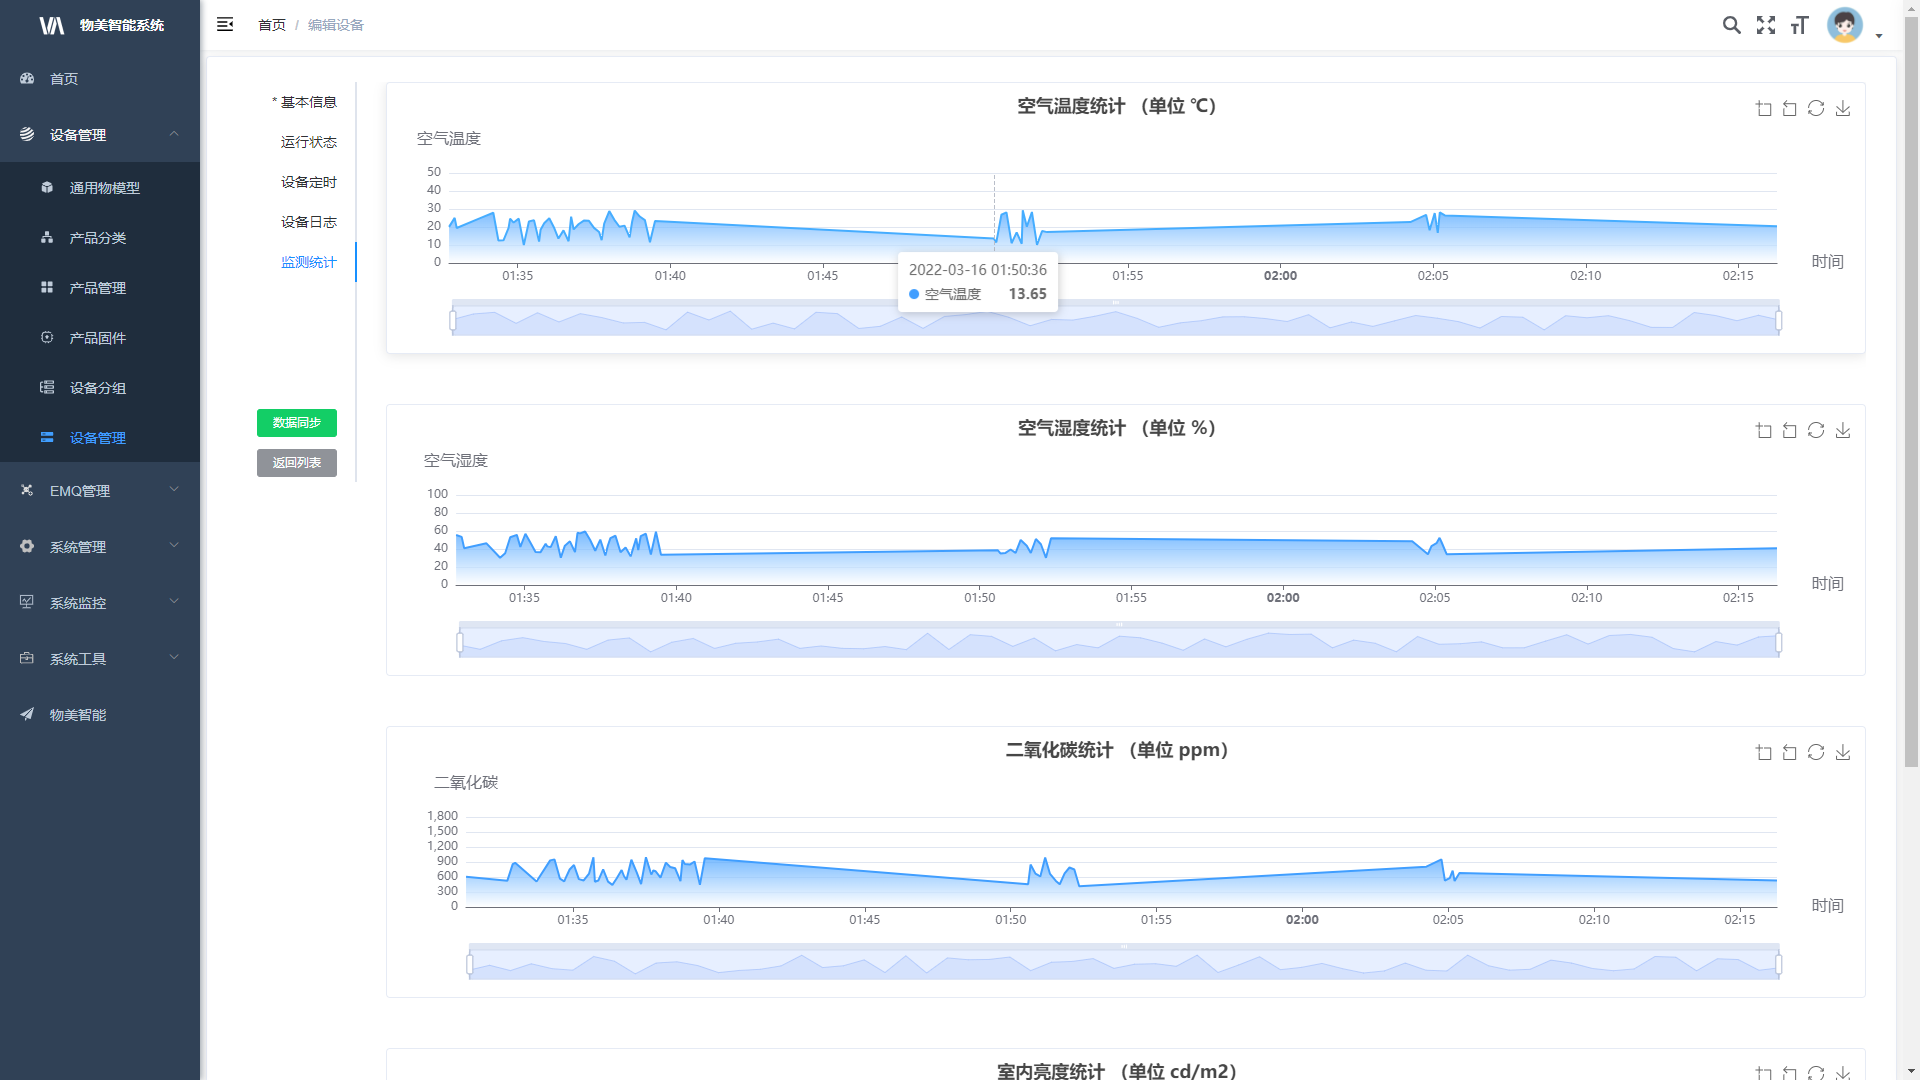 物美智能系统
首页
设备管理
通用物模型
产品分类
产品管理
产品固件
设备分组
设备管理
EMQ管理
系统管理
系统监控
系统工具
物美智能
首页 / 编辑设备
* 基本信息
运行状态
设备定时
设备日志
监测统计
数据同步
返回列表
空气温度统计 （单位 ℃）
空气温度
50
40
30
20
10
0
01:35 01:40 01:45 01:55 02:00 02:05 02:10 02:15
时间
2022-03-16 01:50:36
空气温度 13.65
空气湿度统计 （单位 %）
空气湿度
100
80
60
40
20
0
01:35 01:40 01:45 01:50 01:55 02:00 02:05 02:10 02:15
时间
二氧化碳统计 （单位 ppm）
二氧化碳
1,800
1,500
1,200
900
600
300
0
01:35 01:40 01:45 01:50 01:55 02:00 02:05 02:10 02:15
时间
室内亮度统计 （单位 cd/m2）